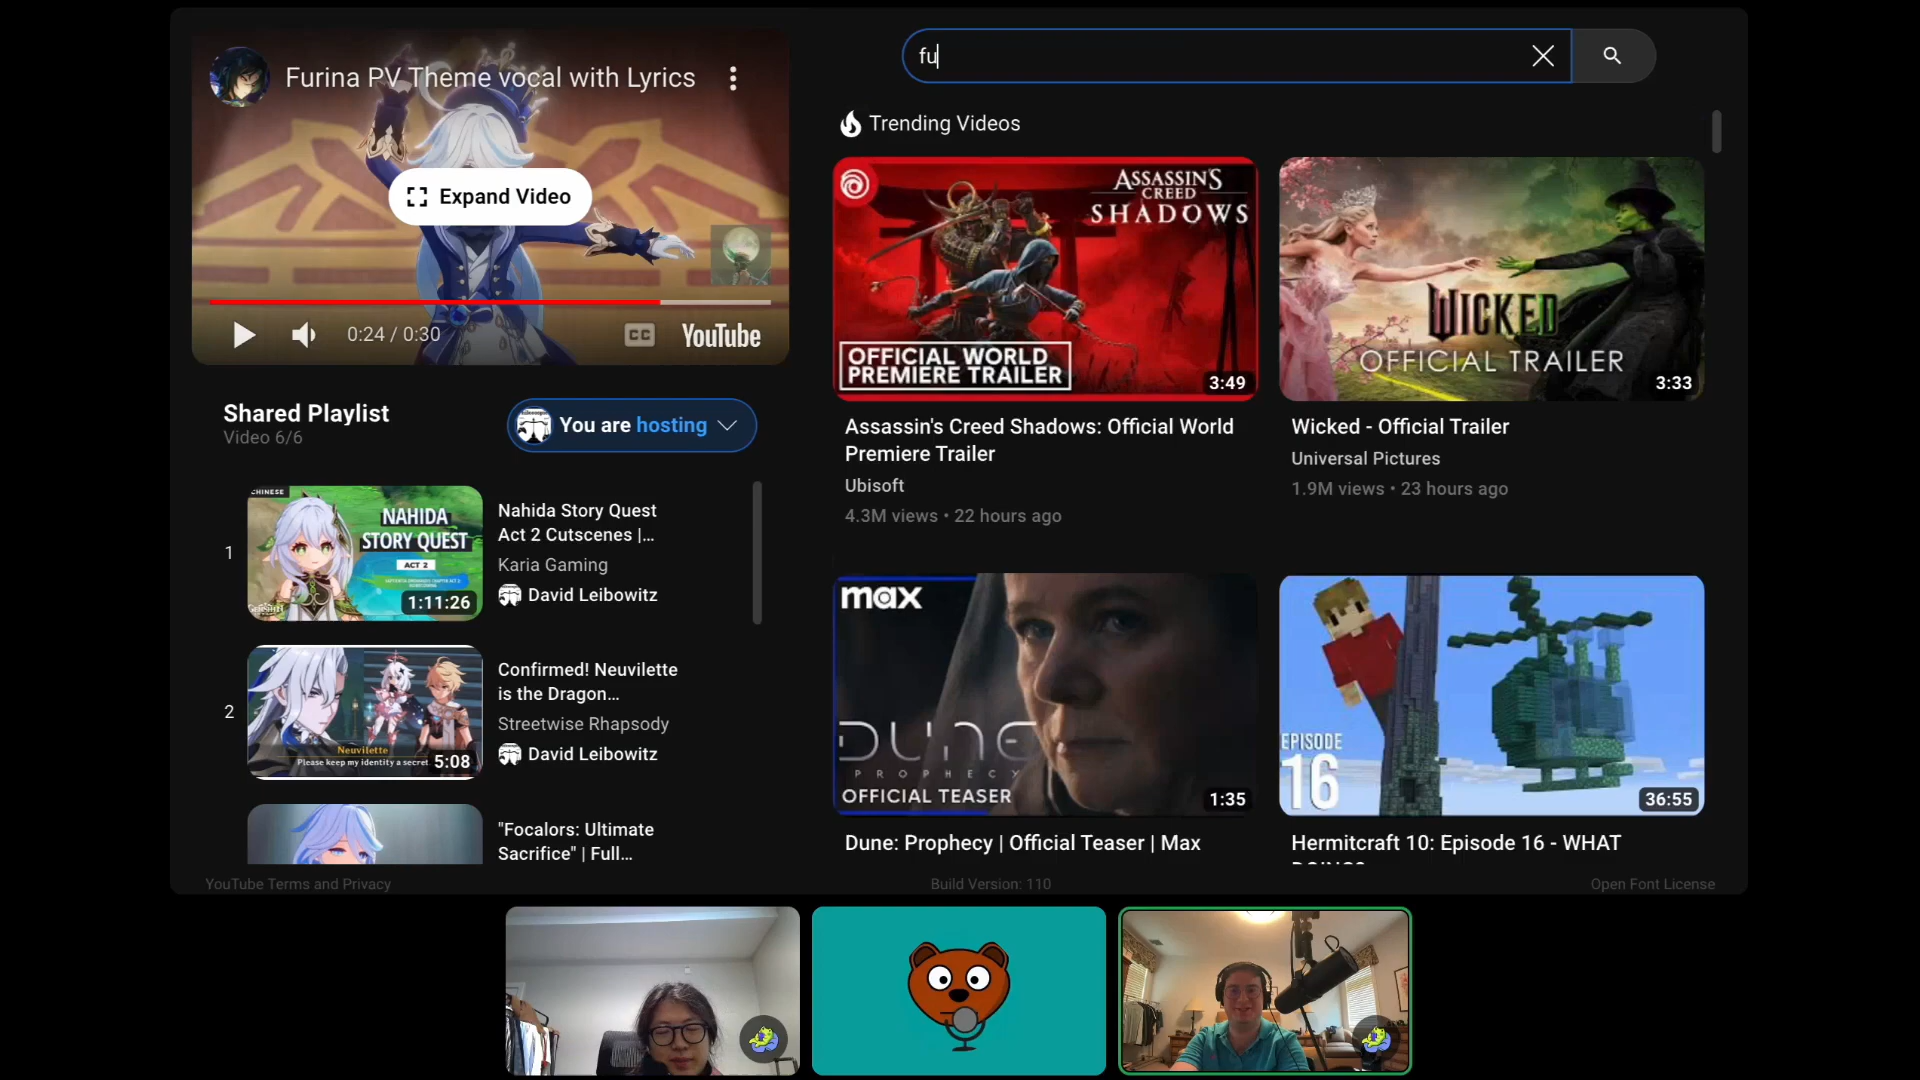 Furina PV Theme vocal with Lyrics
Expand Video
0:24 / 0:30
CC
YouTube
Shared Playlist
Video 6/6
You are hosting
1
CHINESE
NAHIDA
STORY QUEST
ACT 2
1:11:26
Nahida Story Quest
Act 2 Cutscenes |...
Karia Gaming
David Leibowitz
2
Neuvilette
Please keep my identity a secret.
5:08
Confirmed! Neuvilette
is the Dragon...
Streetwise Rhapsody
David Leibowitz
"Focalors: Ultimate
Sacrifice" | Full...
fu
Trending Videos
ASSASSIN'S
CREED
SHADOWS
OFFICIAL WORLD
PREMIERE TRAILER
3:49
Assassin's Creed Shadows: Official World
Premiere Trailer
Ubisoft
4.3M views • 22 hours ago
WICKED
OFFICIAL TRAILER
3:33
Wicked - Official Trailer
Universal Pictures
1.9M views • 23 hours ago
max
DUNE
PROPHECY
OFFICIAL TEASER
1:35
Dune: Prophecy | Official Teaser | Max
EPISODE
16
36:55
Hermitcraft 10: Episode 16 - WHAT
YouTube Terms and Privacy
Build Version: 110
Open Font License